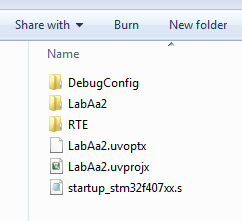 Share with Burn New folder
Name
DebugConfig
LabAa2
RTE
LabAa2.uvoptx
LabAa2.uvprojx
startup_stm32f407xx.s